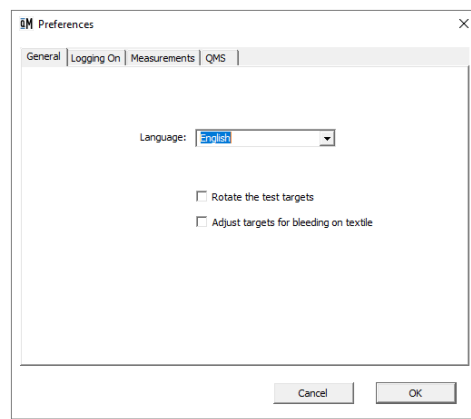 QM Preferences
General Logging On Measurements QMS
Language: English
Rotate the test targets
Adjust targets for bleeding on textile
Cancel OK